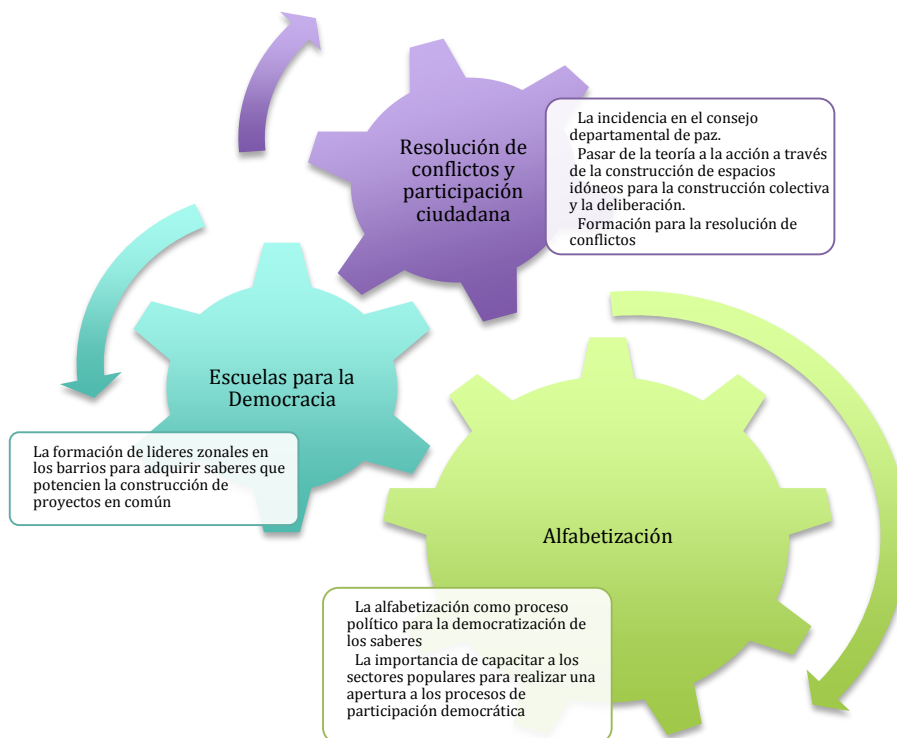 Resolución de
conflictos y
participación
ciudadana
La incidencia en el consejo
departamental de paz.
Pasar de la teoría a la acción a través
de la construcción de espacios
idóneos para la construcción colectiva
y la deliberación.
Formación para la resolución de
conflictos
Escuelas para la
Democracia
La formación de lideres zonales en
los barrios para adquirir saberes que
potencien la construcción de
proyectos en común
Alfabetización
La alfabetización como proceso
político para la democratización de
los saberes
La importancia de capacitar a los
sectores populares para realizar una
apertura a los procesos de
participación democrática